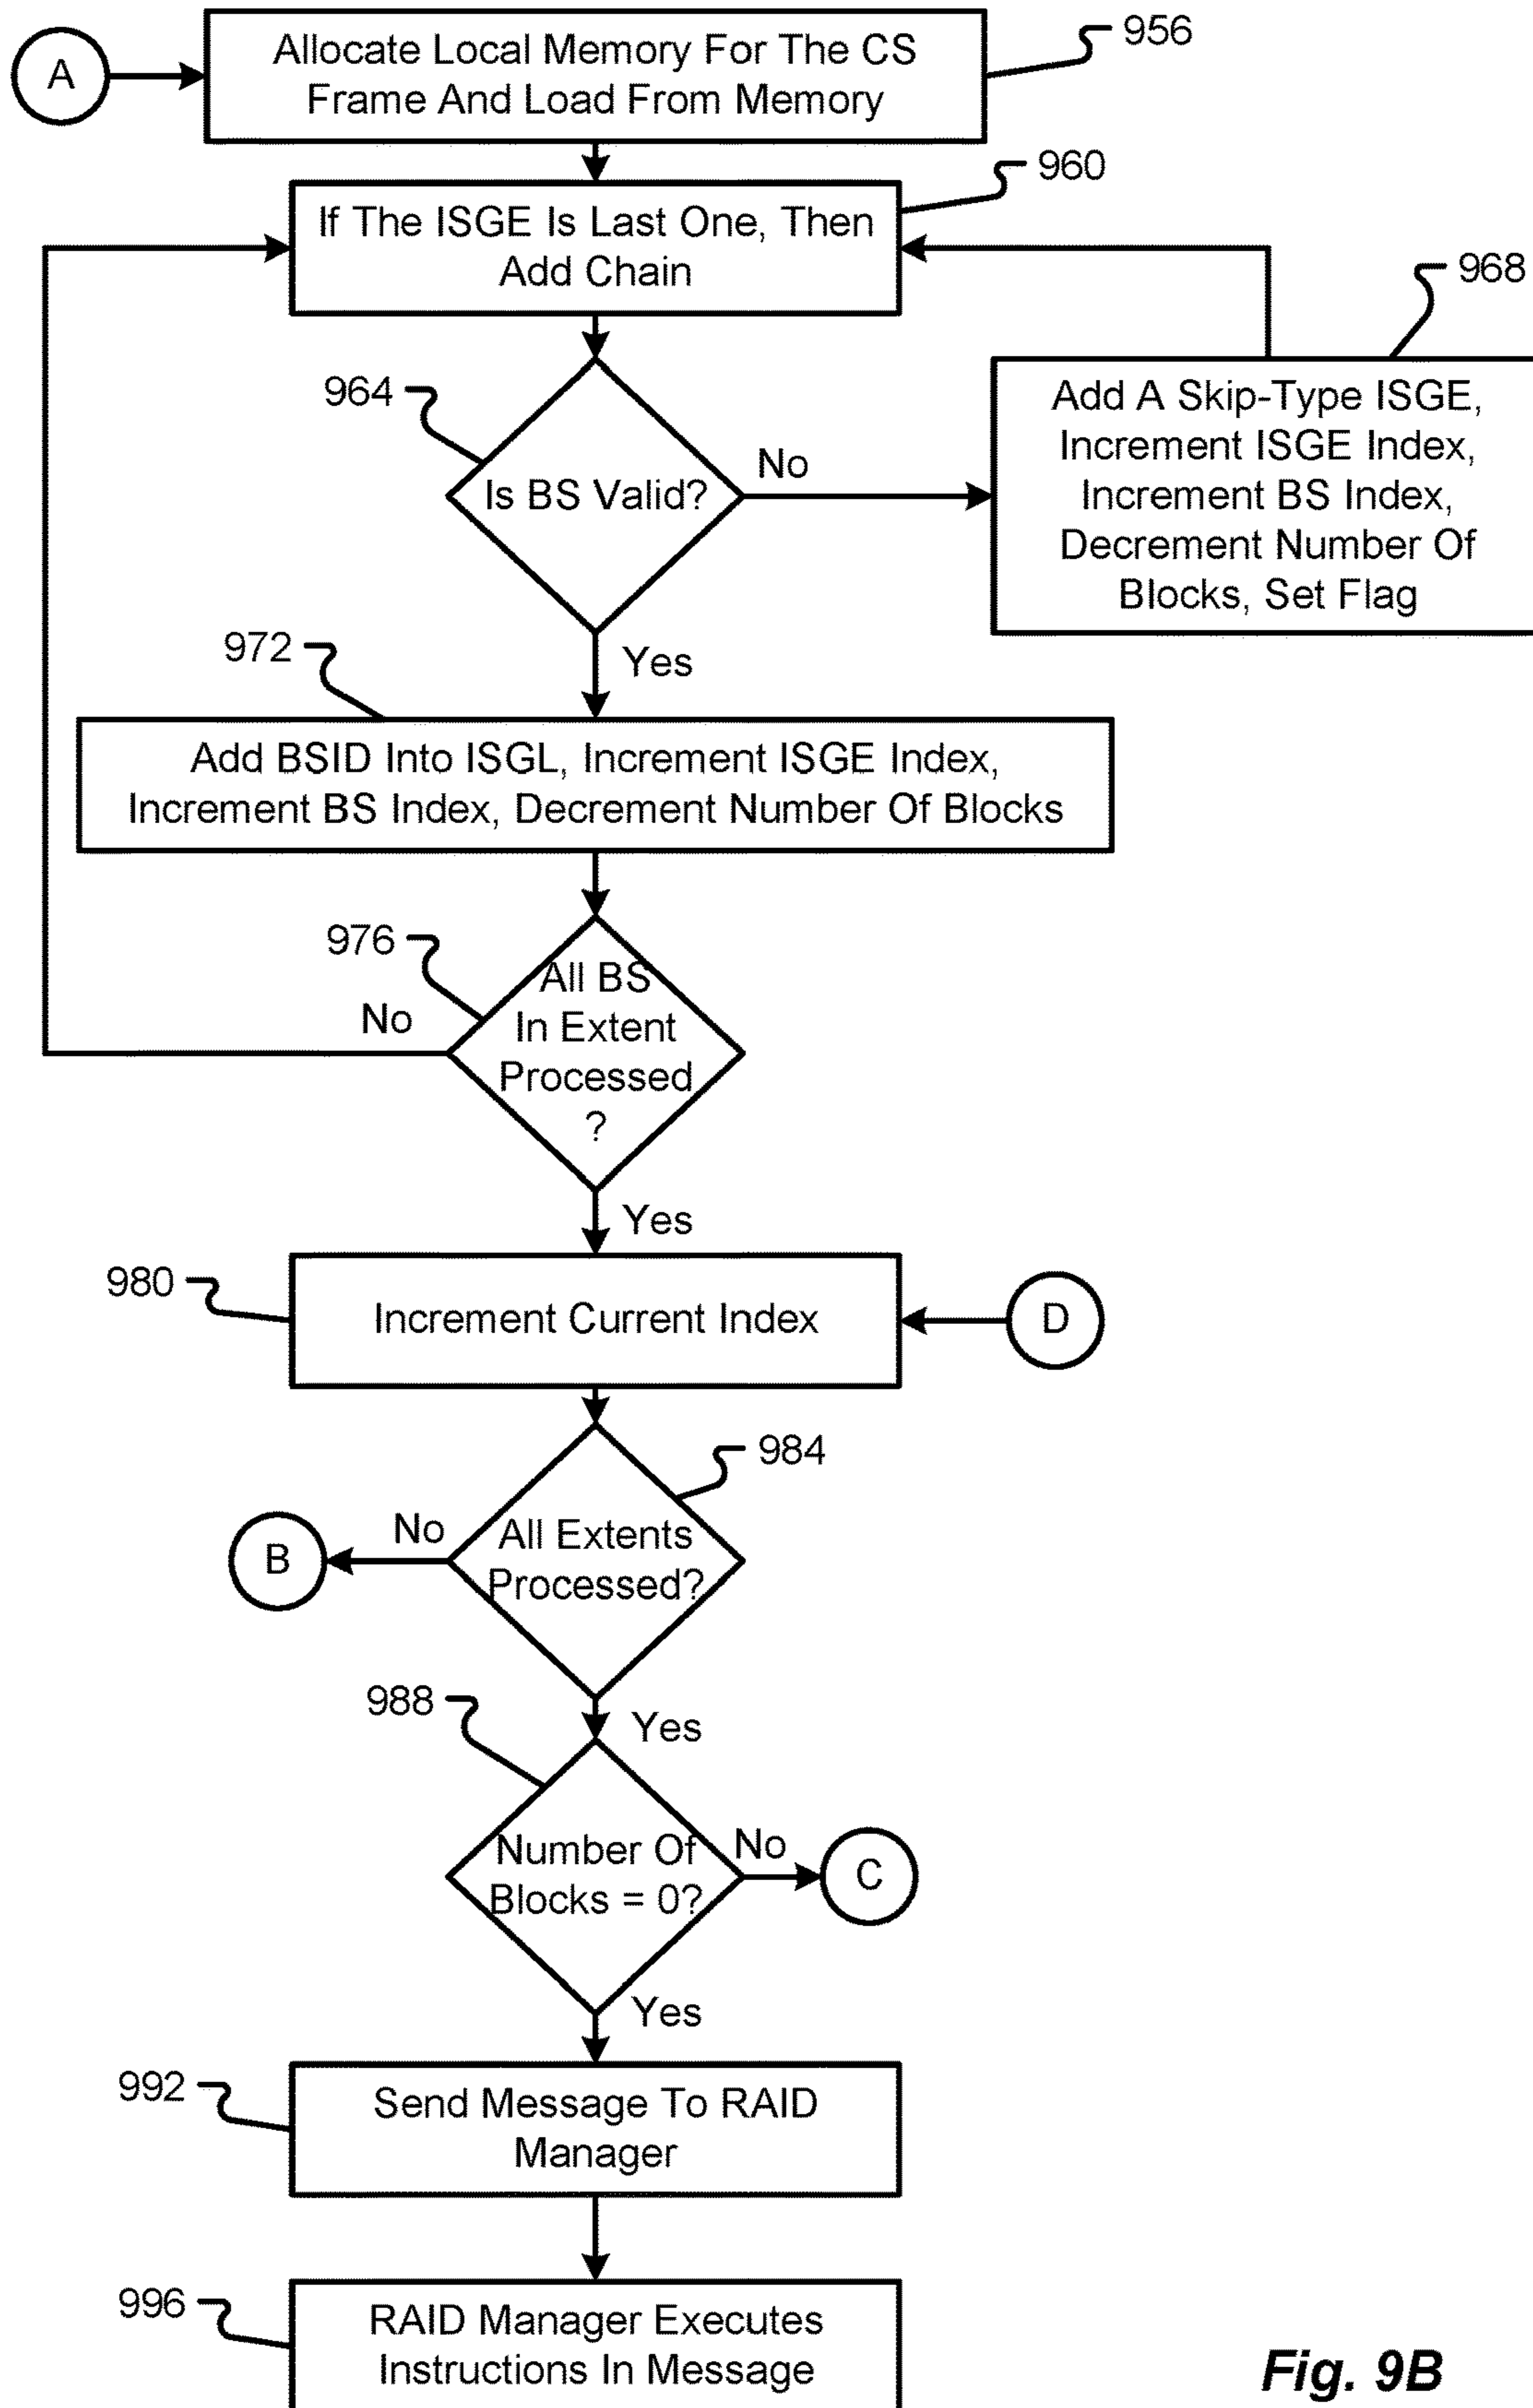 A
Allocate Local Memory For The CS
Frame And Load From Memory
956
960
If The ISGE Is Last One, Then
Add Chain
968
964
Is BS Valid?
No
Add A Skip-Type ISGE,
Increment ISGE Index,
Increment BS Index,
Decrement Number Of
Blocks, Set Flag
Yes
972
Add BSID Into ISGL, Increment ISGE Index,
Increment BS Index, Decrement Number Of Blocks
976
All BS
In Extent
Processed
?
No
Yes
980
Increment Current Index
D
984
All Extents
Processed?
No
B
Yes
988
Number Of
Blocks = 0?
No
C
Yes
992
Send Message To RAID
Manager
996
RAID Manager Executes
Instructions In Message
Fig. 9B